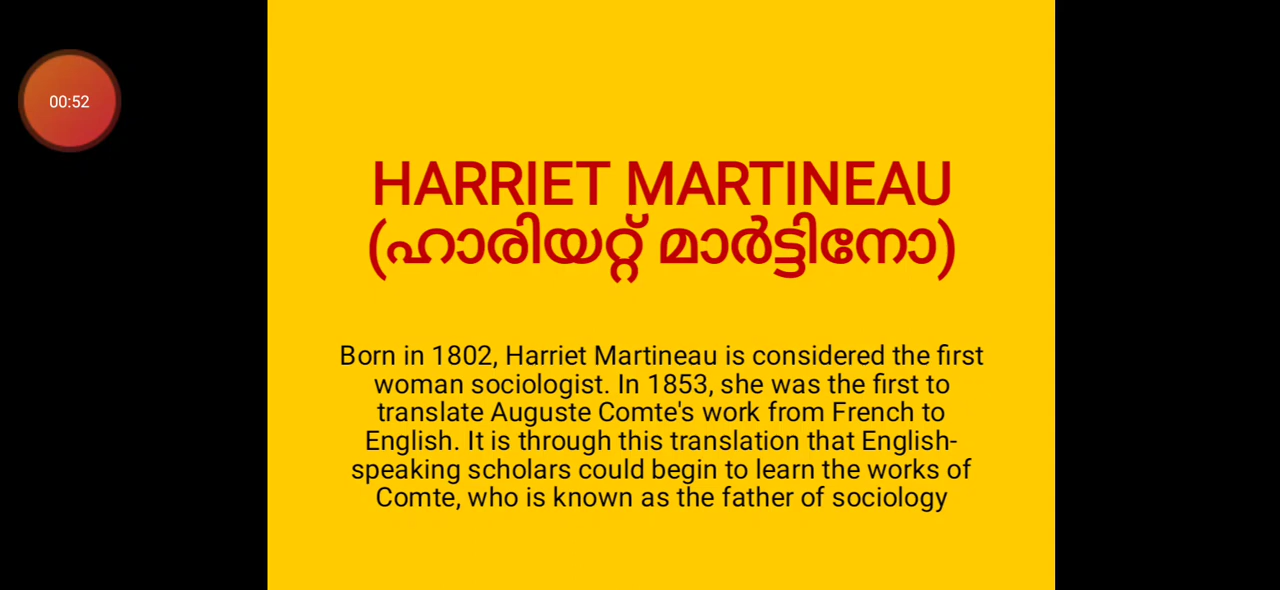 00:52
HARRIET MARTINEAU
(ഹാരിയറ്റ് മാർട്ടിനോ)
Born in 1802, Harriet Martineau is considered the first
woman sociologist. In 1853, she was the first to
translate Auguste Comte's work from French to
English. It is through this translation that English-
speaking scholars could begin to learn the works of
Comte, who is known as the father of sociology